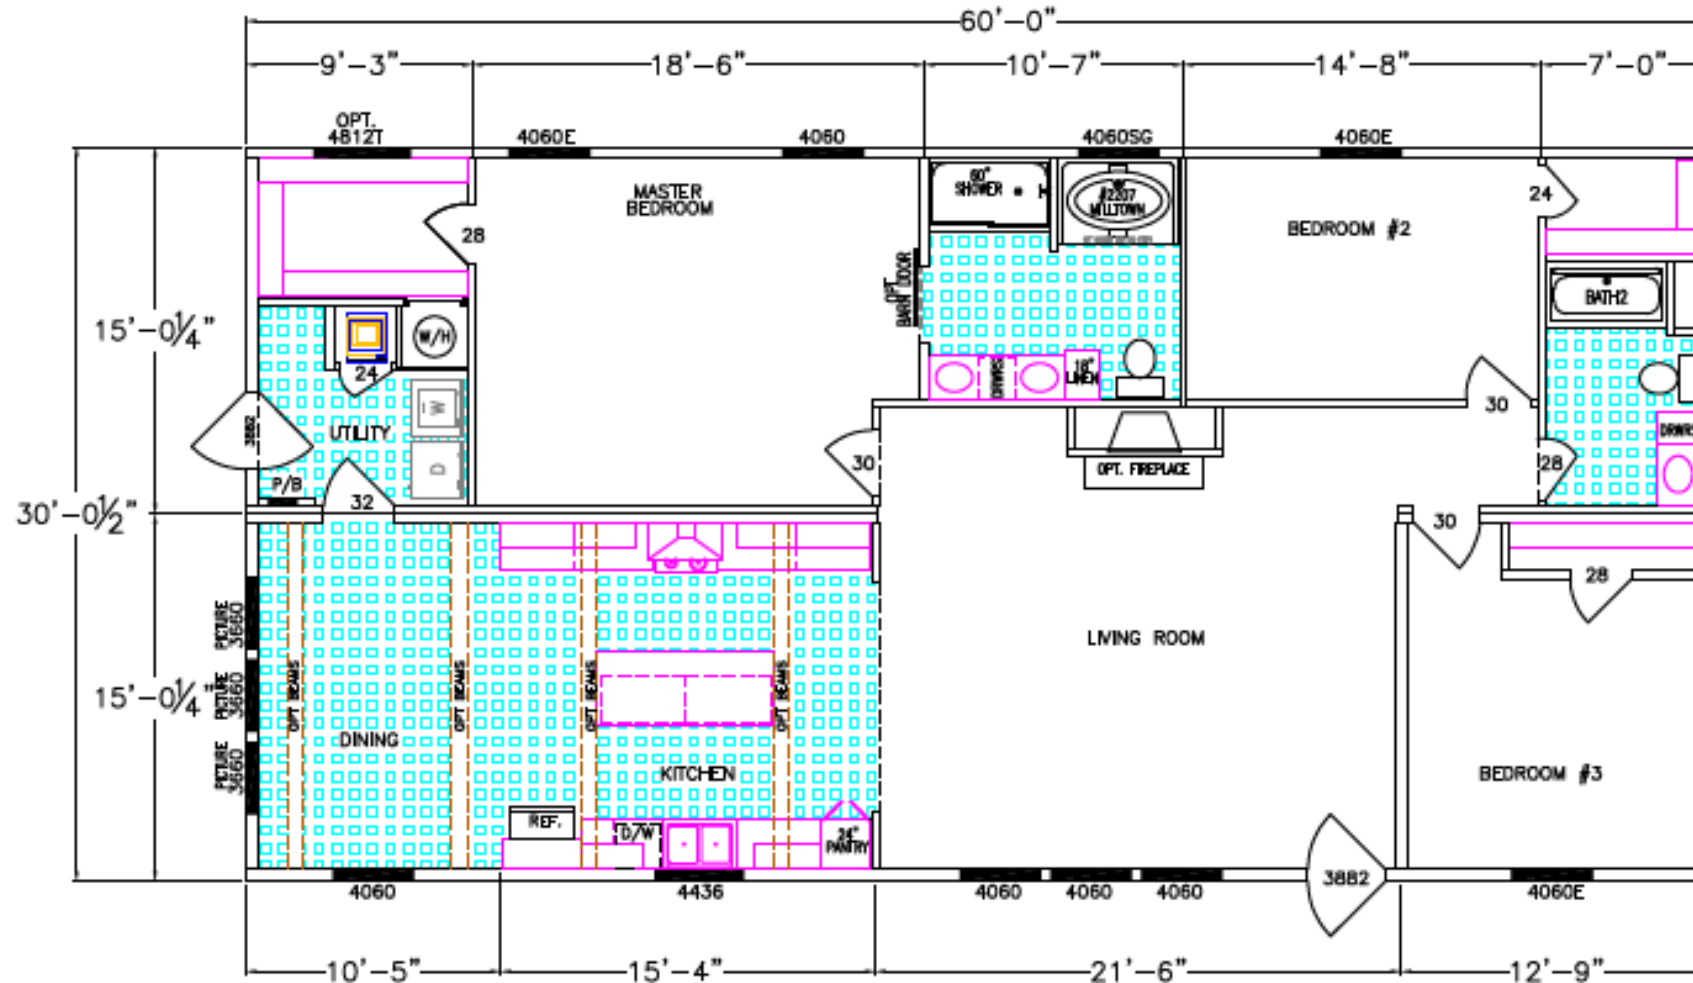 60'-0"
9'-3"
18'-6"
10'-7"
14'-8"
7'-0"
OPT.
4812T
4060E
4060
4060SG
4060E
MASTER
BEDROOM
60"
SHOWER
#2207
MILLTOWN
BEDROOM #2
24
28
OPT.
BARN DOOR
BATH2
15'-0¼"
W/H
24
DRWRS
18"
LINEN
30
DRWRS
3882
W
UTILITY
D
30
OPT. FIREPLACE
28
P/B
32
30'-0½"
30
28
PICTURE
3660
PICTURE
3660
PICTURE
3660
OPT BEAMS
OPT BEAMS
OPT BEAMS
OPT BEAMS
LIVING ROOM
15'-0¼"
DINING
KITCHEN
BEDROOM #3
REF.
D/W
24"
PANTRY
3882
4060
4436
4060
4060
4060
4060E
10'-5"
15'-4"
21'-6"
12'-9"